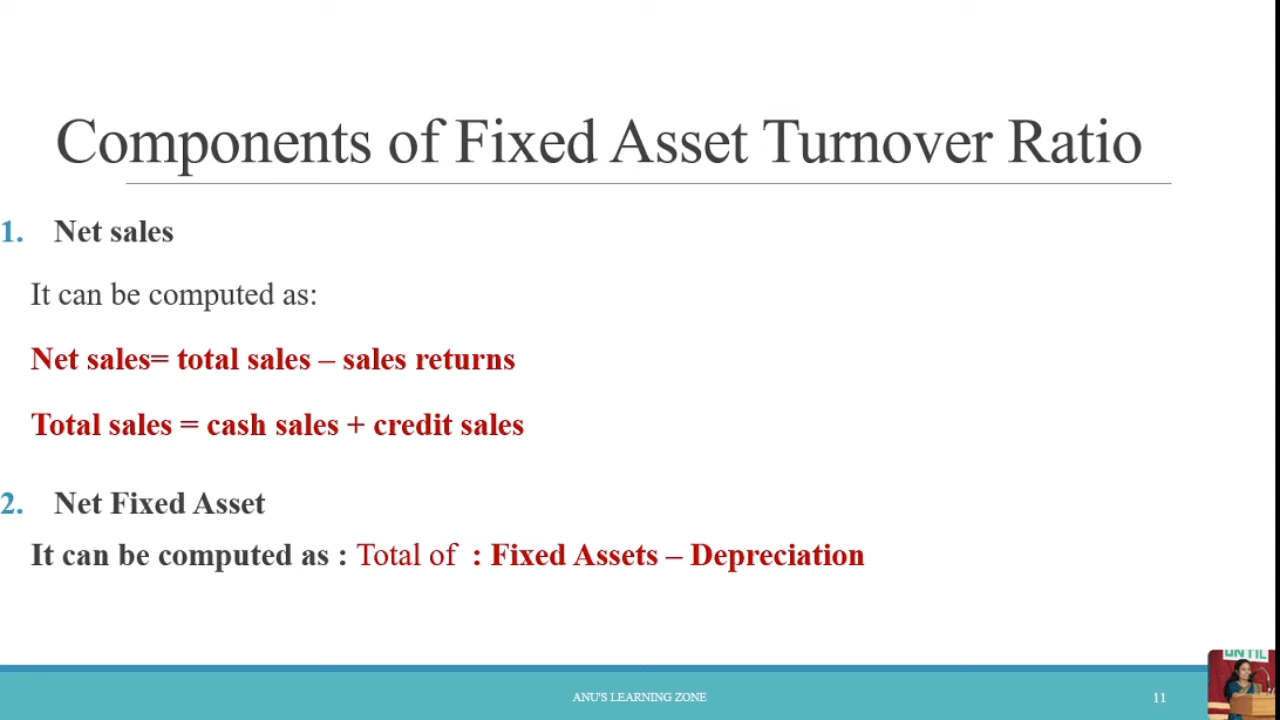 Components of Fixed Asset Turnover Ratio
1. Net sales
It can be computed as:
Net sales= total sales – sales returns
Total sales = cash sales + credit sales
2. Net Fixed Asset
It can be computed as : Total of : Fixed Assets – Depreciation
ANU'S LEARNING ZONE
11